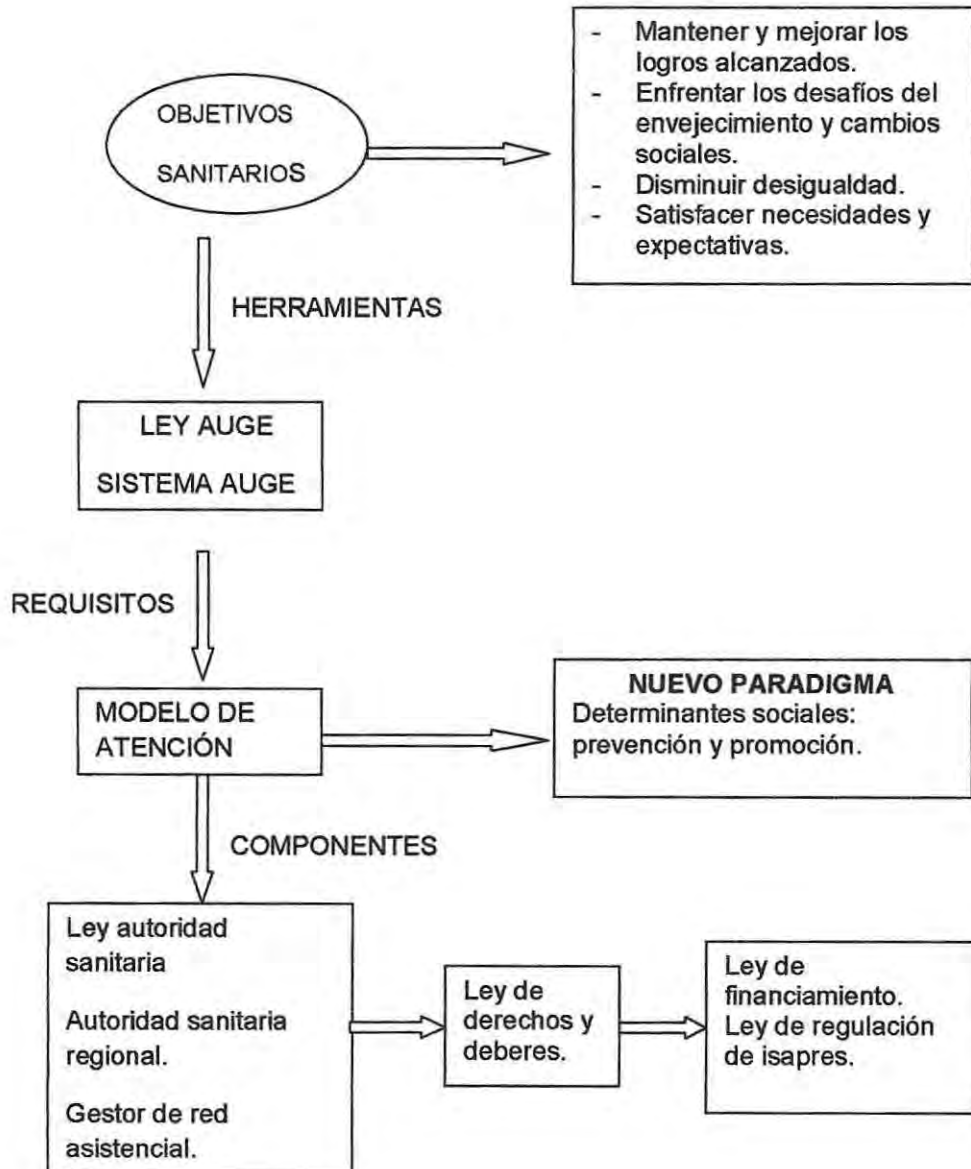 OBJETIVOS
SANITARIOS
- Mantener y mejorar los
logros alcanzados.
- Enfrentar los desafíos del
envejecimiento y cambios
sociales.
- Disminuir desigualdad.
- Satisfacer necesidades y
expectativas.
HERRAMIENTAS
LEY AUGE
SISTEMA AUGE
REQUISITOS
MODELO DE
ATENCIÓN
NUEVO PARADIGMA
Determinantes sociales:
prevención y promoción.
COMPONENTES
Ley autoridad
sanitaria
Autoridad sanitaria
regional.
Gestor de red
asistencial.
Ley de
derechos y
deberes.
Ley de
financiamiento.
Ley de regulación
de isapres.